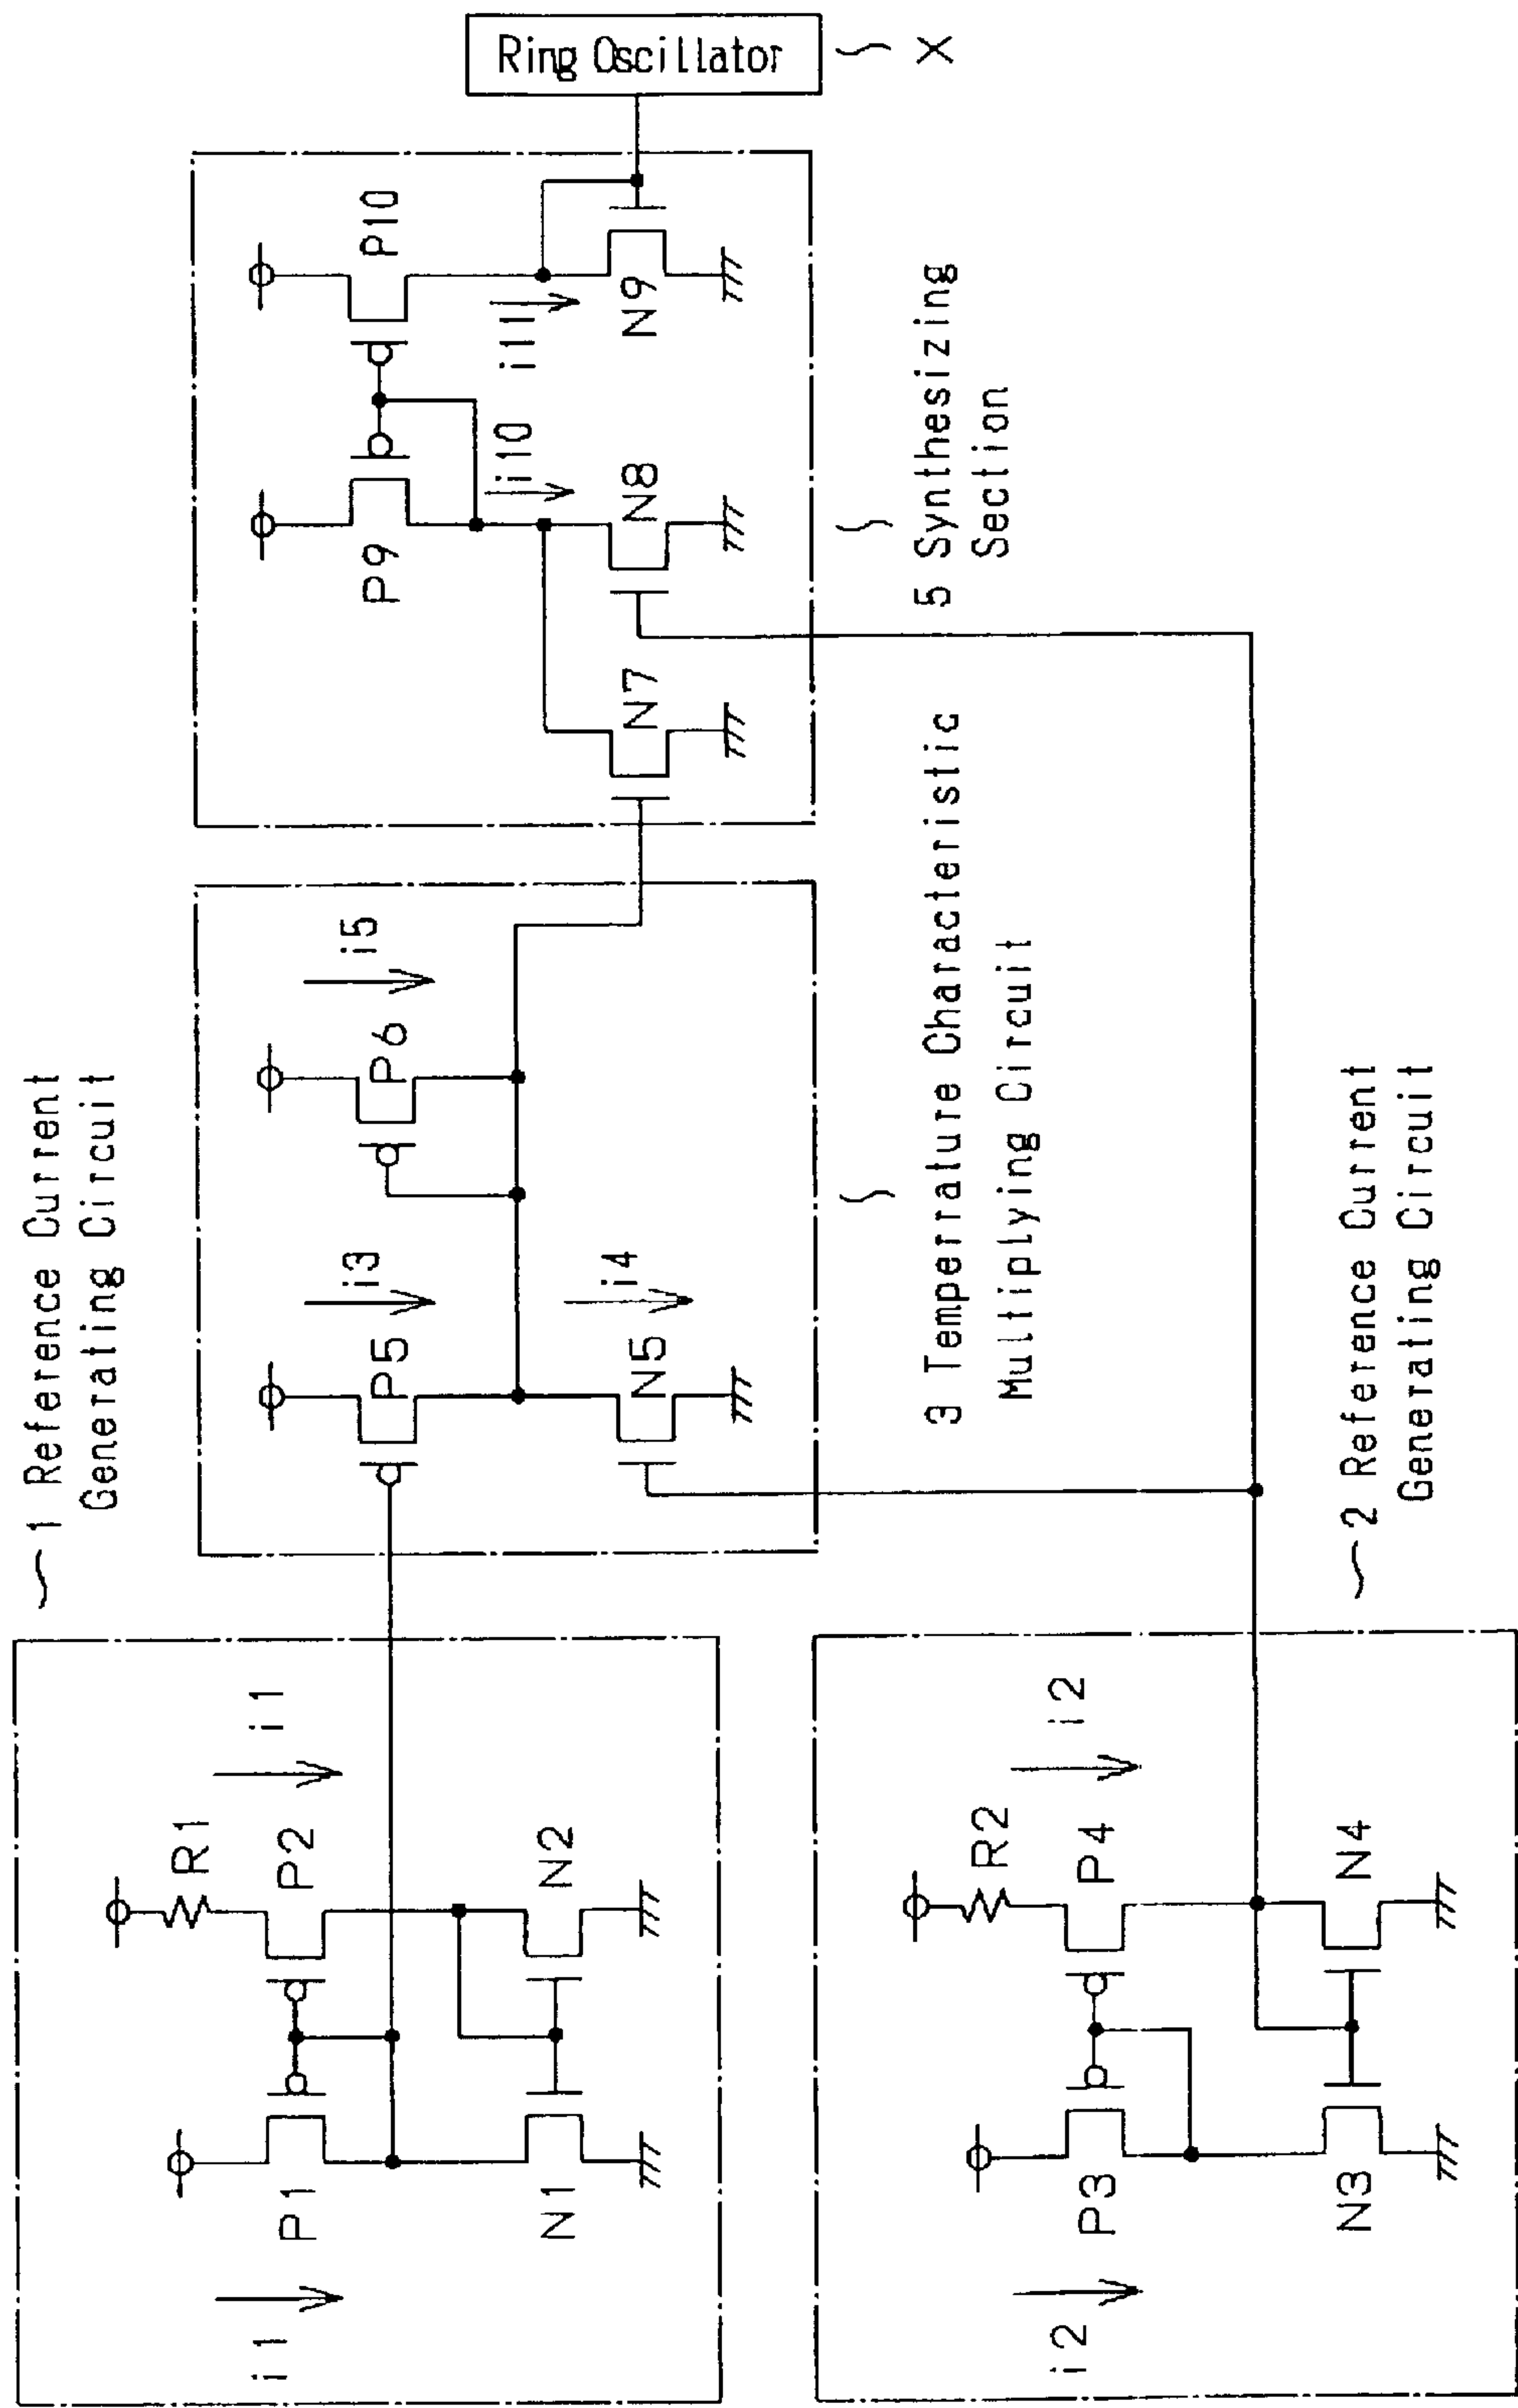 1 Reference Current
Generating Circuit
i1
i1
R1
P1
P2
N1
N2
i3
i5
P5
P6
i4
N5
3 Temperrature Characteristic
Multiplying Circuit
P9
P10
i10
i11
N7
N8
N9
5 Synthesizing
Section
Ring Oscillator
X
i2
i2
R2
P3
P4
N3
N4
2 Reference Current
Generating Circuit